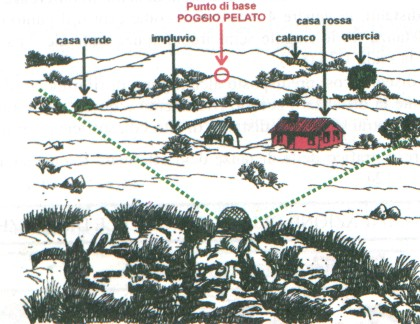 Punto di base
POGGIO PELATO
casa rossa
casa verde
impluvio
calanco
quercia